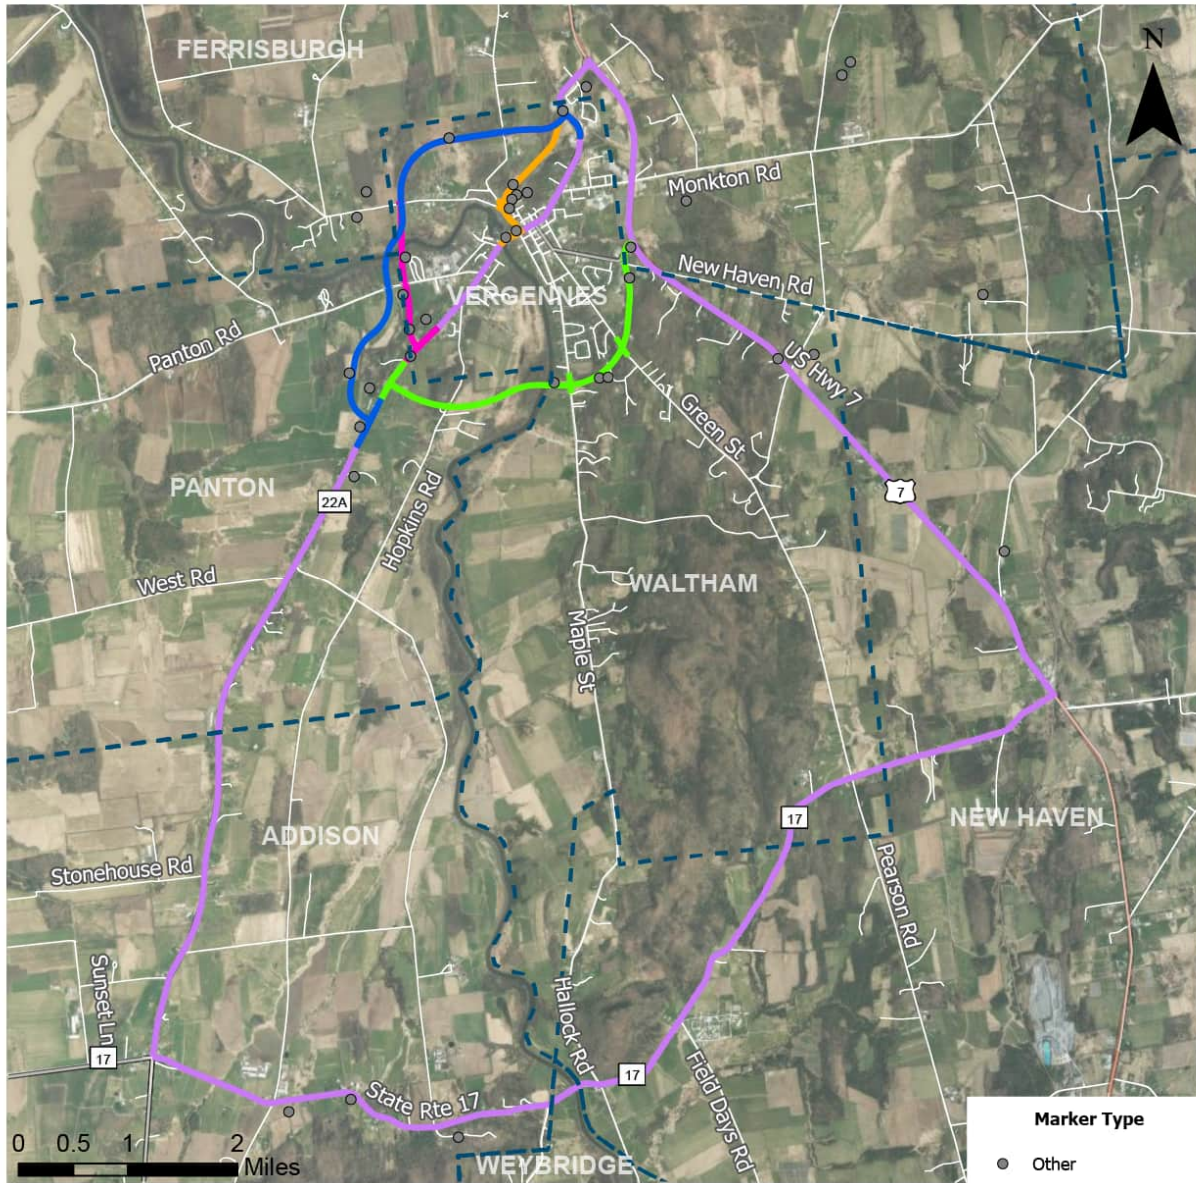 FERRISBURGH
N
Monkton Rd
New Haven Rd
VERGENNES
Panton Rd
US Hwy 7
Green St
PANTON
22A
7
Hopkins Rd
West Rd
WALTHAM
Maple St
17
NEW HAVEN
ADDISON
Stonehouse Rd
Pearson Rd
Sunset Ln
Hallock Rd
17
17
State Rte 17
Field Days Rd
Marker Type
Other
0 0.5 1 2
Miles
WEYBRIDGE